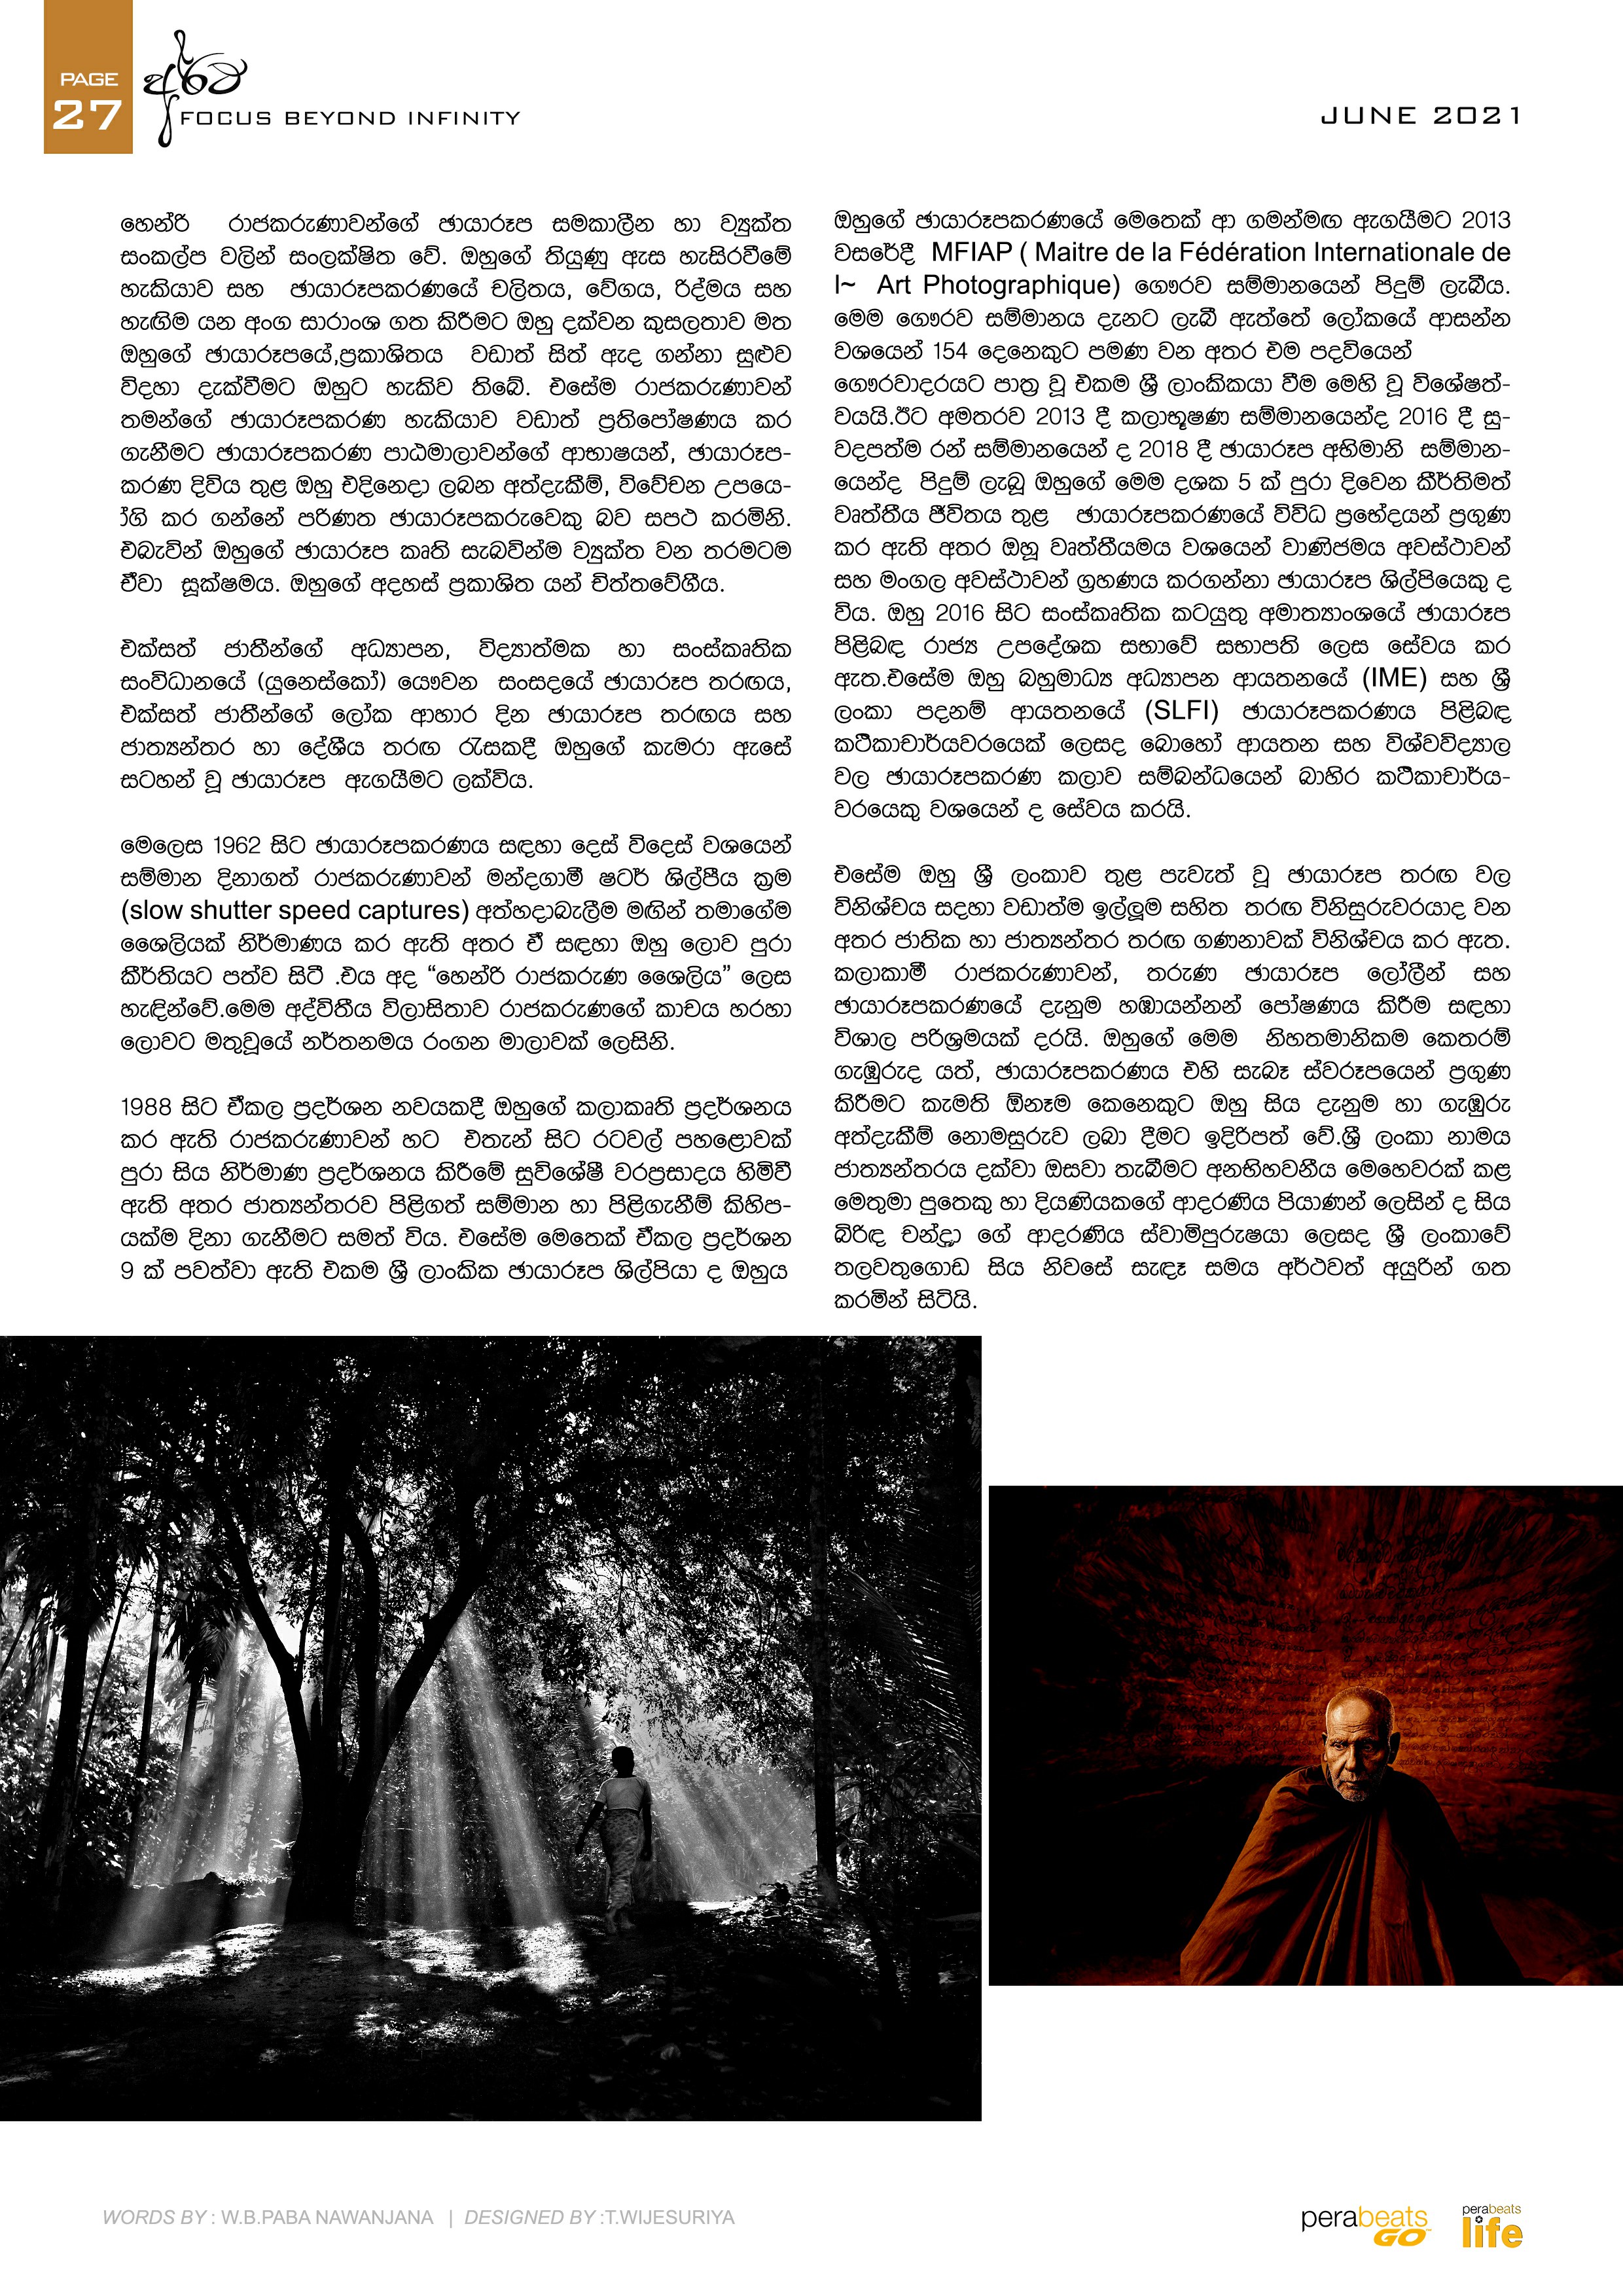 PAGE
27
අර්ථ
FOCUS BEYOND INFINITY
JUNE 2021
හෙන්රි රාජකරුණාවන්ගේ ඡායාරූප සමකාලීන හා ව්‍යුක්ත
සංකල්ප වලින් සංලක්ෂිත වේ. ඔහුගේ තියුණු ඇස හැසිරවීමේ
හැකියාව සහ ඡායාරූපකරණයේ චලිතය, වේගය, රිද්මය සහ
හැඟිම යන අංග සාරාංශ ගත කිරීමට ඔහු දක්වන කුසලතාව මත
ඔහුගේ ඡායාරූපයේ,ප්‍රකාශිතය වඩාත් සිත් ඇද ගන්නා සුළුව
විදහා දැක්වීමට ඔහුට හැකිව තිබේ. එසේම රාජකරුණාවන්
තමන්ගේ ඡායාරූපකරණ හැකියාව වඩාත් ප්‍රතිපෝෂණය කර
ගැනීමට ඡායාරූපකරණ පාඨමාලාවන්ගේ ආභාෂයන්, ඡායාරූප-
කරණ දිවිය තුළ ඔහු එදිනෙදා ලබන අත්දැකීම්, විවේචන උපයෙ-
ා්ගි කර ගන්නේ පරිණත ඡායාරූපකරුවෙකු බව සපථ කරමිනි.
එබැවින් ඔහුගේ ඡායාරූප කෘති සැබවින්ම ව්‍යුක්ත වන තරමටම
ඒවා සූක්ෂමය. ඔහුගේ අදහස් ප්‍රකාශිත යන් චිත්තවේගීය.
එක්සත් ජාතීන්ගේ අධ්‍යාපන, විද්‍යාත්මක හා සංස්කෘතික
සංවිධානයේ (යුනෙස්කෝ) යෞවන සංසදයේ ඡායාරූප තරඟය,
එක්සත් ජාතීන්ගේ ලෝක ආහාර දින ඡායාරූප තරඟය සහ
ජාත්‍යන්තර හා දේශීය තරඟ රැසකදී ඔහුගේ කැමරා ඇසේ
සටහන් වූ ඡායාරූප ඇගයීමට ලක්විය.
මෙලෙස 1962 සිට ඡායාරූපකරණය සඳහා දෙස් විදෙස් වශයෙන්
සම්මාන දිනාගත් රාජකරුණාවන් මන්දගාමී ෂටර් ශිල්පීය ක්‍රම
(slow shutter speed captures) අත්හදාබැලීම මඟින් තමාගේම
ශෛලියක් නිර්මාණය කර ඇති අතර ඒ සඳහා ඔහු ලොව පුරා
කීර්තියට පත්ව සිටී .එය අද “හෙන්රි රාජකරුණ ශෛලිය” ලෙස
හැඳින්වේ.මෙම අද්විතීය විලාසිතාව රාජකරුණගේ කාචය හරහා
ලොවට මතුවූයේ නර්තනමය රංගන මාලාවක් ලෙසිනි.
1988 සිට ඒකල ප්‍රදර්ශන නවයකදී ඔහුගේ කලාකෘති ප්‍රදර්ශනය
කර ඇති රාජකරුණාවන් හට එතැන් සිට රටවල් පහළොවක්
පුරා සිය නිර්මාණ ප්‍රදර්ශනය කිරීමේ සුවිශේෂී වරප්‍රසාදය හිමිවී
ඇති අතර ජාත්‍යන්තරව පිළිගත් සම්මාන හා පිළිගැනීම් කිහිප-
යක්ම දිනා ගැනීමට සමත් විය. එසේම මෙතෙක් ඒකල ප්‍රදර්ශන
9 ක් පවත්වා ඇති එකම ශ්‍රී ලාංකික ඡායාරූප ශිල්පියා ද ඔහුය
ඔහුගේ ඡායාරූපකරණයේ මෙතෙක් ආ ගමන්මඟ ඇගයීමට 2013
වසරේදී MFIAP ( Maitre de la Fédération Internationale de
l~ Art Photographique) ගෞරව සම්මානයෙන් පිදුම් ලැබීය.
මෙම ගෞරව සම්මානය දැනට ලැබී ඇත්තේ ලෝකයේ ආසන්න
වශයෙන් 154 දෙනෙකුට පමණ වන අතර එම පදවියෙන්
ගෞරවාදරයට පාත්‍ර වූ එකම ශ්‍රී ලාංකිකයා වීම මෙහි වූ විශේෂත්-
වයයි.ඊට අමතරව 2013 දී කලාභූෂණ සම්මානයෙන්ද 2016 දී සු-
වදපත්ම රන් සම්මානයෙන් ද 2018 දී ඡායාරූප අභිමානි සම්මාන-
යෙන්ද පිදුම් ලැබූ ඔහුගේ මෙම දශක 5 ක් පුරා දිවෙන කීර්තිමත්
වෘත්තීය ජීවිතය තුළ ඡායාරූපකරණයේ විවිධ ප්‍රභේදයන් ප්‍රගුණ
කර ඇති අතර ඔහූ වෘත්තීයමය වශයෙන් වාණිජමය අවස්ථාවන්
සහ මංගල අවස්ථාවන් ග්‍රහණය කරගන්නා ඡායාරූප ශිල්පියෙකු ද
විය. ඔහු 2016 සිට සංස්කෘතික කටයුතු අමාත්‍යාංශයේ ඡායාරූප
පිළිබඳ රාජ්‍ය උපදේශක සභාවේ සභාපති ලෙස සේවය කර
ඇත.එසේම ඔහු බහුමාධ්‍ය අධ්‍යාපන ආයතනයේ (IME) සහ ශ්‍රී
ලංකා පදනම් ආයතනයේ (SLFI) ඡායාරූපකරණය පිළිබඳ
කථිකාචාර්යවරයෙක් ලෙසද බොහෝ ආයතන සහ විශ්වවිද්‍යාල
වල ඡායාරූපකරණ කලාව සම්බන්ධයෙන් බාහිර කථිකාචාර්ය-
වරයෙකු වශයෙන් ද සේවය කරයි.
එසේම ඔහු ශ්‍රී ලංකාව තුළ පැවැත් වූ ඡායාරූප තරඟ වල
විනිශ්චය සදහා වඩාත්ම ඉල්ලූම සහිත තරඟ විනිසුරුවරයාද වන
අතර ජාතික හා ජාත්‍යන්තර තරඟ ගණනාවක් විනිශ්චය කර ඇත.
කලාකාමී රාජකරුණාවන්, තරුණ ඡායාරූප ලෝලීන් සහ
ඡායාරූපකරණයේ දැනුම හඹායන්නන් පෝෂණය කිරීම සඳහා
විශාල පරිශ්‍රමයක් දරයි. ඔහුගේ මෙම නිහතමානිකම කෙතරම්
ගැඹුරුද යත්, ඡායාරූපකරණය එහි සැබෑ ස්වරූපයෙන් ප්‍රගුණ
කිරීමට කැමති ඕනෑම කෙනෙකුට ඔහු සිය දැනුම හා ගැඹුරු
අත්දැකීම් නොමසුරුව ලබා දීමට ඉදිරිපත් වේ.ශ්‍රී ලංකා නාමය
ජාත්‍යන්තරය දක්වා ඔසවා තැබීමට අනභිහවනීය මෙහෙවරක් කළ
මෙතුමා පුතෙකු හා දියණියකගේ ආදරණිය පියාණන් ලෙසින් ද සිය
බිරිඳ චන්ද්‍රා ගේ ආදරණිය ස්වාමිපුරුෂයා ලෙසද ශ්‍රී ලංකාවේ
තලවතුගොඩ සිය නිවසේ සැඳෑ සමය අර්ථවත් අයුරින් ගත
කරමින් සිටියි.
WORDS BY : W.B.PABA NAWANJANA | DESIGNED BY :T.WIJESURIYA
perabeats GO
perabeats life